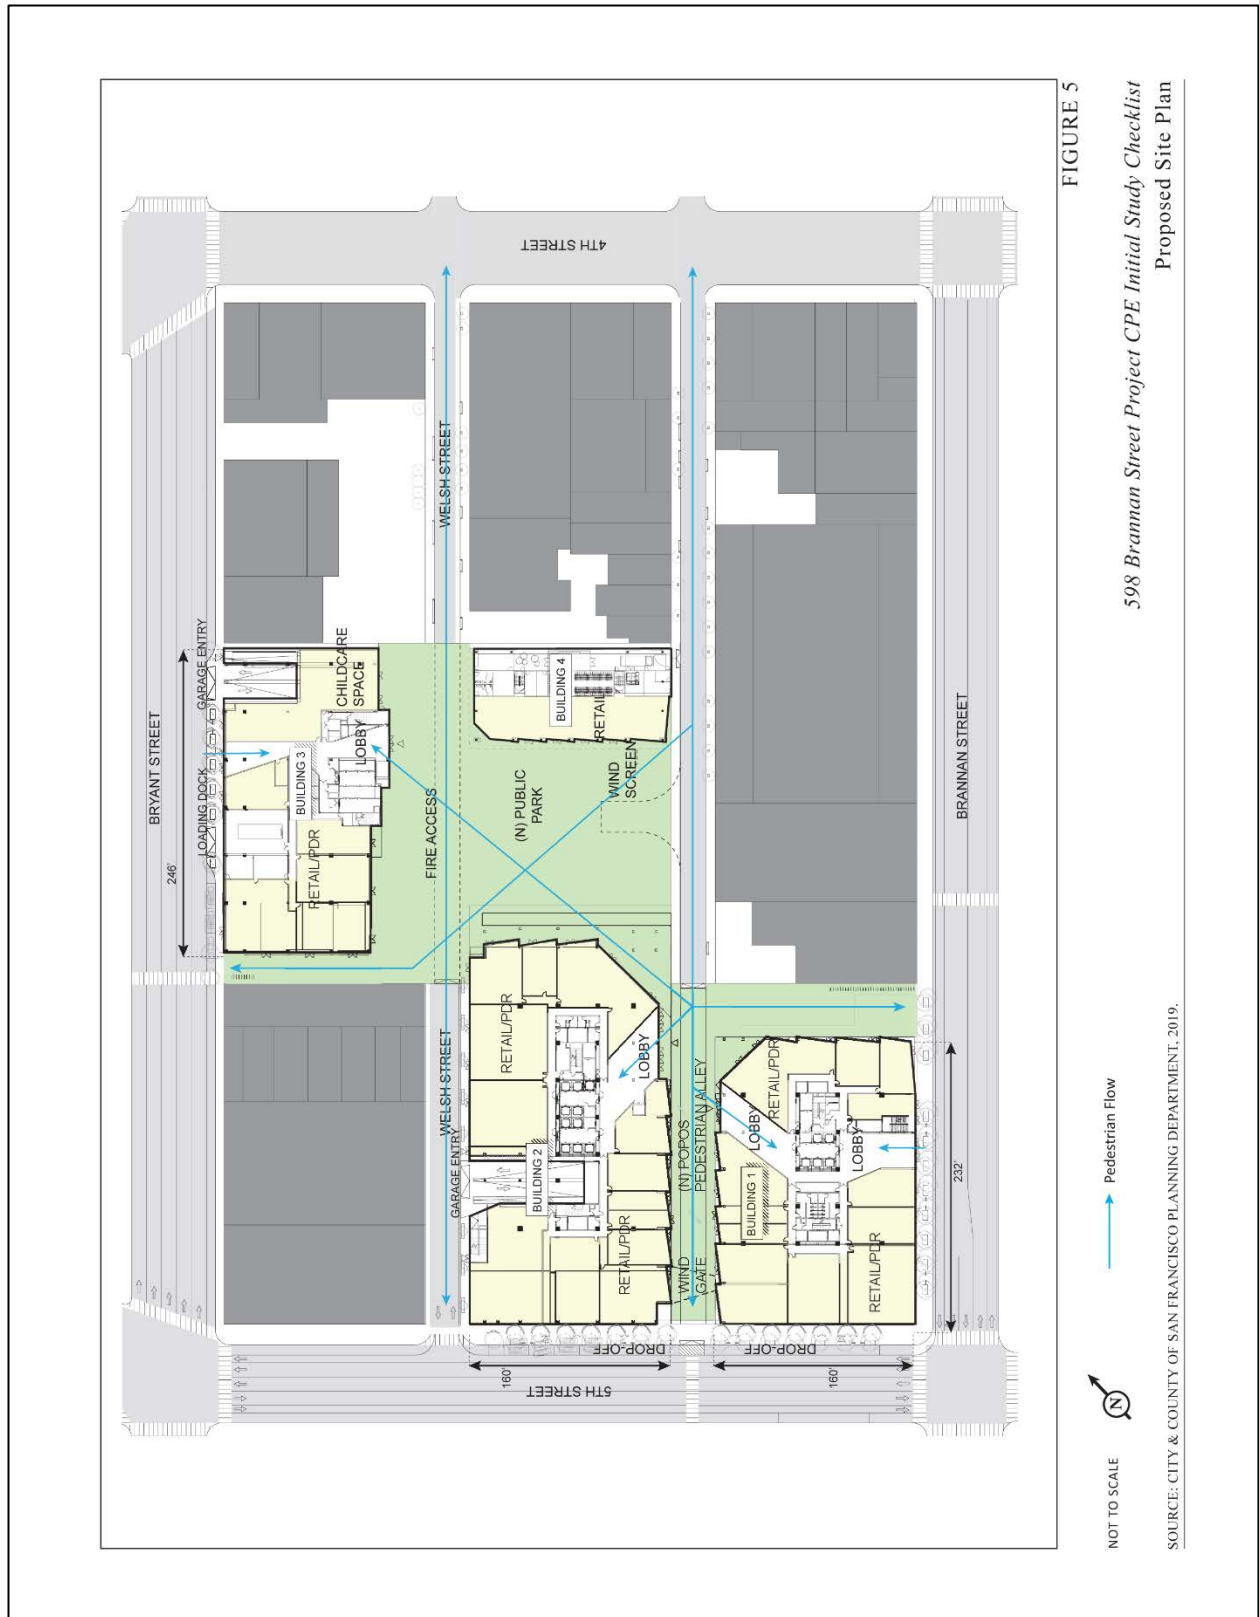 4TH STREET
BRYANT STREET
WELSH STREET
BRANNAN STREET
246'
LOADING DOCK
GARAGE ENTRY
CHILDCARE
SPACE
LOBBY
BUILDING 3
RETAIL/PDR
FIRE ACCESS
(N) PUBLIC
PARK
WIND
SCREEN
BUILDING 4
RETAIL
WELSH STREET
GARAGE ENTRY
RETAIL/PDR
LOBBY
BUILDING 2
RETAIL/PDR
(N) POPOS
PEDESTRIAN ALLEY
WIND
GATE
RETAIL/PDR
LOBBY
LOBBY
BUILDING 1
RETAIL/PDR
232'
DROP-OFF
DROP-OFF
160'
160'
5TH STREET
FIGURE 5
598 Brannan Street Project CPE Initial Study Checklist
Proposed Site Plan
Pedestrian Flow
N
NOT TO SCALE
SOURCE: CITY & COUNTY OF SAN FRANCISCO PLANNING DEPARTMENT, 2019.